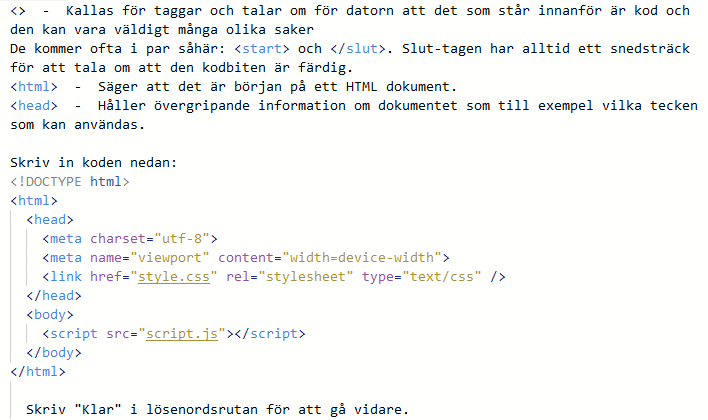 <>  -  Kallas för taggar och talar om för datorn att det som står innanför är kod och
den kan vara väldigt många olika saker
De kommer ofta i par såhär: <start> och </slut>. Slut-tagen har alltid ett snedsträck
för att tala om att den kodbiten är färdig.
<html>  -  Säger att det är början på ett HTML dokument.
<head>  -  Håller övergripande information om dokumentet som till exempel vilka tecken
som kan användas.

Skriv in koden nedan:
<!DOCTYPE html>
<html>
  <head>
    <meta charset="utf-8">
    <meta name="viewport" content="width=device-width">
    <link href="style.css" rel="stylesheet" type="text/css" />
  </head>
  <body>
    <script src="script.js"></script>
  </body>
</html>

  Skriv "Klar" i lösenordsrutan för att gå vidare.